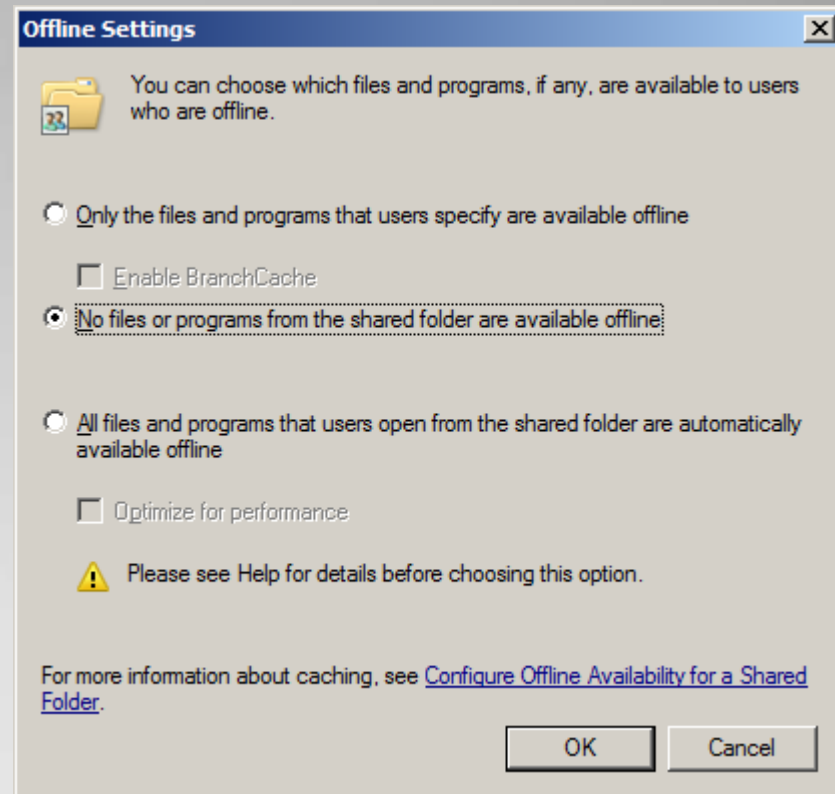 Offline Settings
You can choose which files and programs, if any, are available to users
who are offline.
Only the files and programs that users specify are available offline
Enable BranchCache
No files or programs from the shared folder are available offline
All files and programs that users open from the shared folder are automatically
available offline
Optimize for performance
Please see Help for details before choosing this option.
For more information about caching, see Configure Offline Availability for a Shared
Folder.
OK Cancel